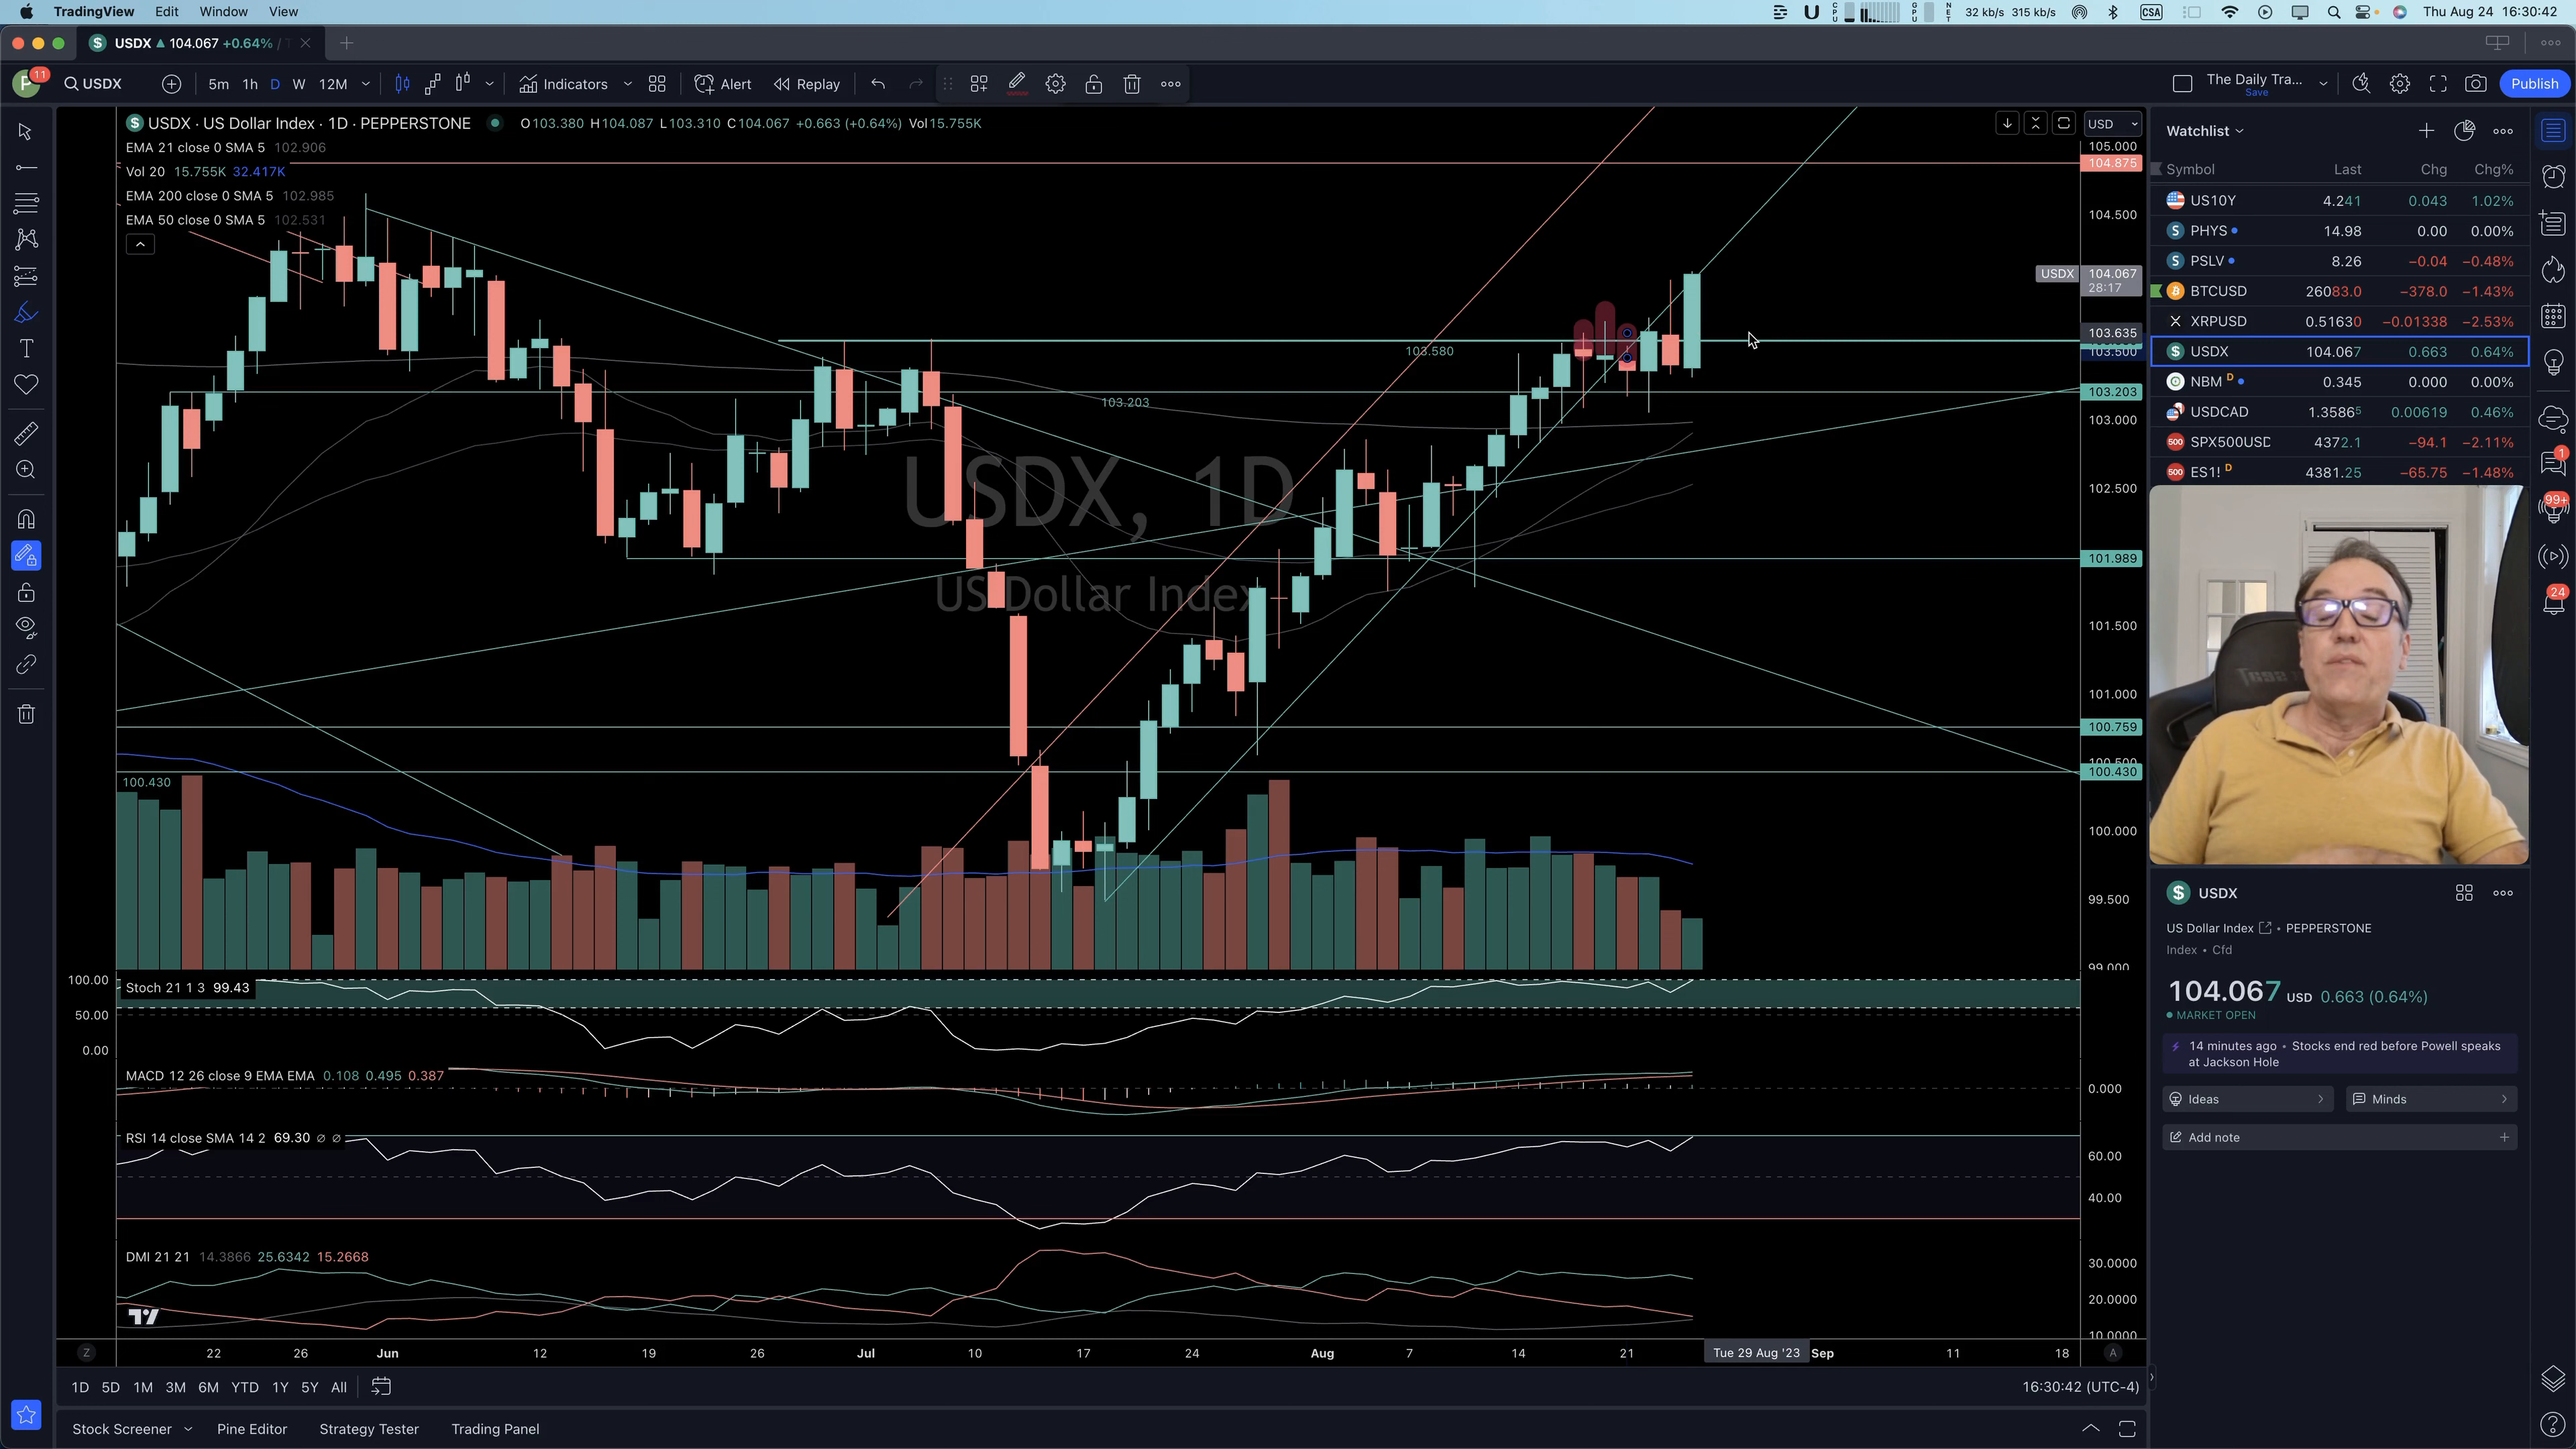 TradingView Edit Window View
32 kb/s 315 kb/s CSA Thu Aug 24 16:30:42
USDX ▲ 104.067 +0.64% /
P 11 USDX 5m 1h D W 12M Indicators Alert Replay The Daily Tra... Save Publish
USDX · US Dollar Index · 1D · PEPPERSTONE O103.380 H104.087 L103.310 C104.067 +0.663 (+0.64%) Vol15.755K
USD
EMA 21 close 0 SMA 5 102.906
Vol 20 15.755K 32.417K
EMA 200 close 0 SMA 5 102.985
EMA 50 close 0 SMA 5 102.531
105.000
104.875
104.500
USDX 104.067
28:17
103.635
103.580
103.500
103.203
103.203
103.000
102.500
USDX, 1D
US Dollar Index
101.989
101.500
101.000
100.759
100.500
100.430
100.430
100.000
99.500
99.000
100.00
Stoch 21 1 3 99.43
50.00
0.00
MACD 12 26 close 9 EMA EMA 0.108 0.495 0.387
0.000
RSI 14 close SMA 14 2 69.30 ∅ ∅
60.00
40.00
DMI 21 21 14.3866 25.6342 15.2668
30.0000
20.0000
10.0000
Z 22 26 Jun 12 19 26 Jul 10 17 24 Aug 7 14 21 Tue 29 Aug '23 Sep 11 18 A
1D 5D 1M 3M 6M YTD 1Y 5Y All 16:30:42 (UTC-4)
Stock Screener Pine Editor Strategy Tester Trading Panel
Watchlist
Symbol Last Chg Chg%
US10Y 4.241 0.043 1.02%
PHYS 14.98 0.00 0.00%
PSLV 8.26 −0.04 −0.48%
BTCUSD 26083.0 −378.0 −1.43%
XRPUSD 0.51630 −0.01338 −2.53%
USDX 104.067 0.663 0.64%
NBM D 0.345 0.000 0.00%
USDCAD 1.35865 0.00619 0.46%
500 SPX500USD 4372.1 −94.1 −2.11%
500 ES1! D 4381.25 −65.75 −1.48%
1
99+
24
USDX
US Dollar Index • PEPPERSTONE
Index • Cfd
104.067 USD 0.663 (0.64%)
MARKET OPEN
14 minutes ago • Stocks end red before Powell speaks
at Jackson Hole
Ideas Minds
Add note